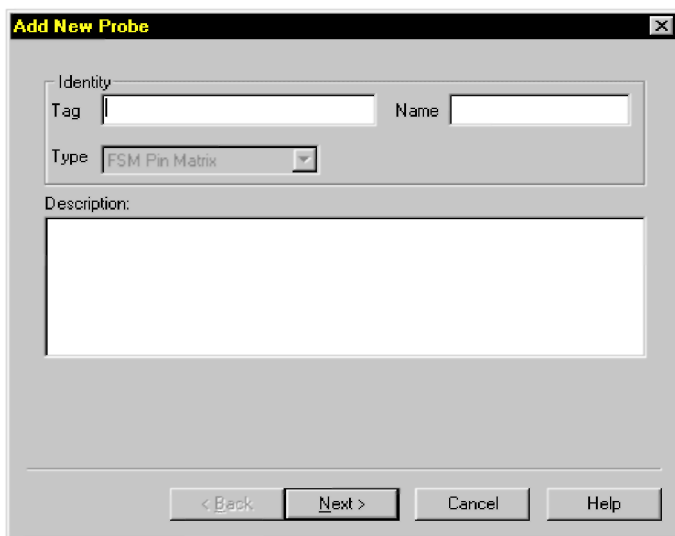 Add New Probe
Identity
Tag Name
Type FSM Pin Matrix
Description:
< Back Next > Cancel Help